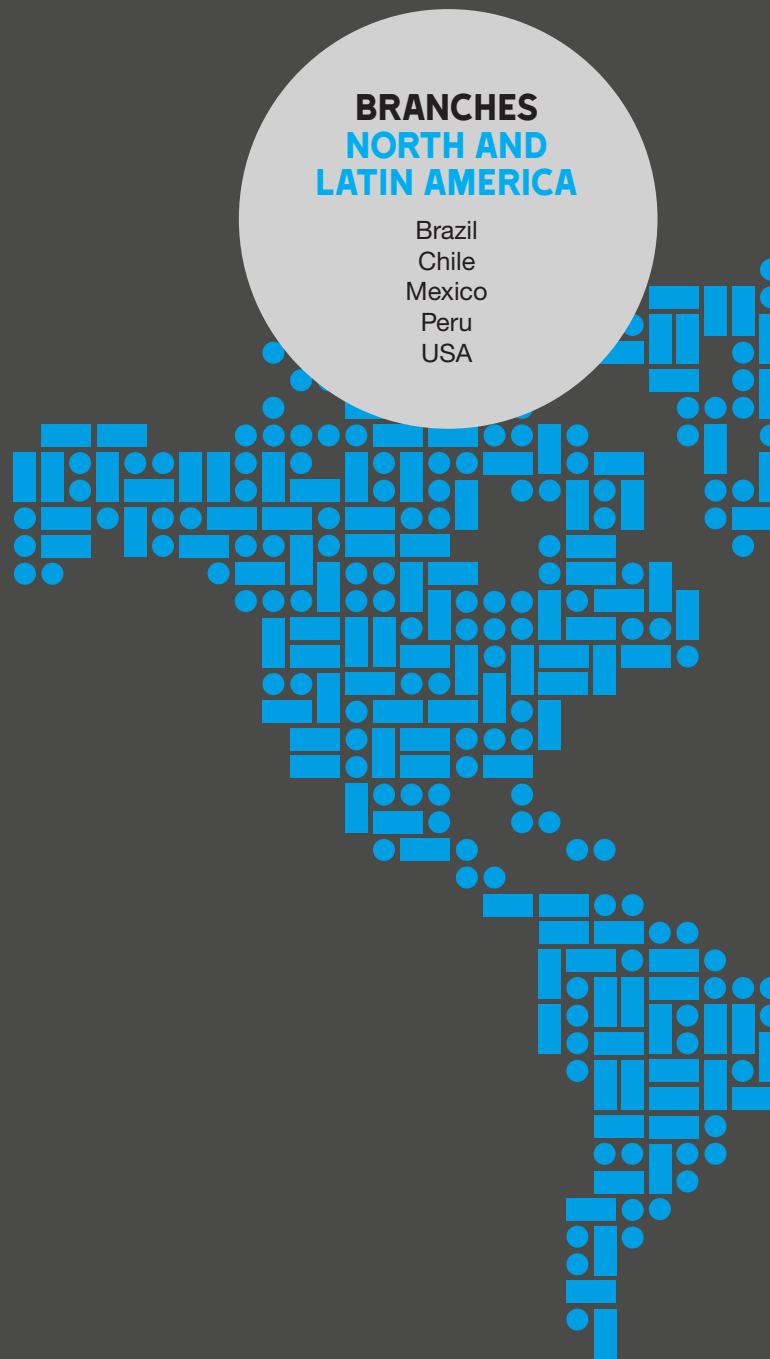 BRANCHES
NORTH AND
LATIN AMERICA
Brazil
Chile
Mexico
Peru
USA